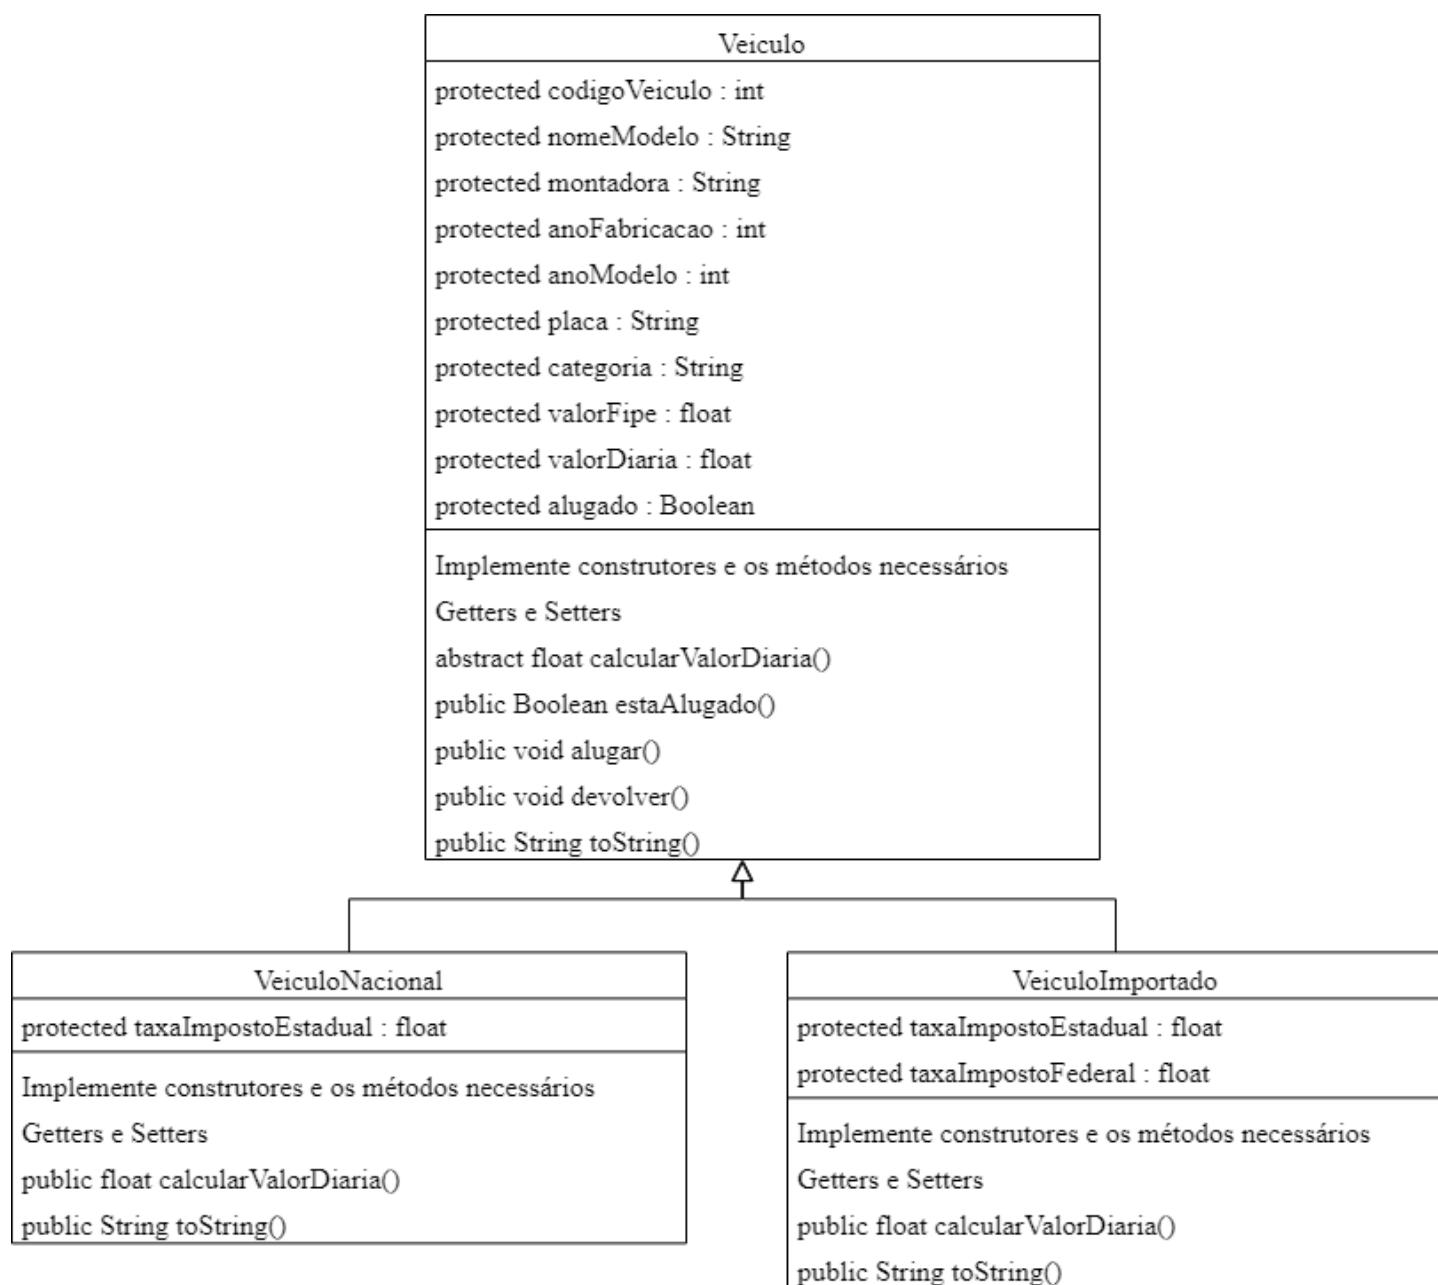 Veiculo
protected codigoVeiculo : int
protected nomeModelo : String
protected montadora : String
protected anoFabricacao : int
protected anoModelo : int
protected placa : String
protected categoria : String
protected valorFipe : float
protected valorDiaria : float
protected alugado : Boolean
Implemente construtores e os métodos necessários
Getters e Setters
abstract float calcularValorDiaria()
public Boolean estaAlugado()
public void alugar()
public void devolver()
public String toString()
VeiculoNacional
protected taxaImpostoEstadual : float
Implemente construtores e os métodos necessários
Getters e Setters
public float calcularValorDiaria()
public String toString()
VeiculoImportado
protected taxaImpostoEstadual : float
protected taxaImpostoFederal : float
Implemente construtores e os métodos necessários
Getters e Setters
public float calcularValorDiaria()
public String toString()